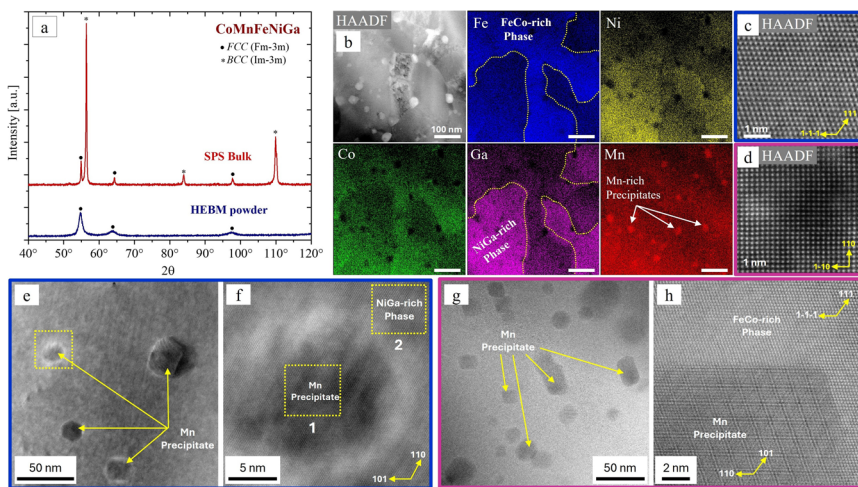 a
CoMnFeNiGa
• FCC (Fm-3m)
* BCC (Im-3m)
SPS Bulk
HEBM powder
Intensity [a.u.]
40 50 60 70 80 90 100 110 120°
2θ
HAADF
b
100 nm
Fe
FeCo-rich
Phase
Ni
c
HAADF
111
1-1-1
1 nm
Co
Ga
NiGa-rich
Phase
Mn
Mn-rich
Precipitates
d
HAADF
110
1-10
1 nm
e
Mn
Precipitate
50 nm
f
NiGa-rich
Phase
2
Mn
Precipitate
1
110
101
5 nm
g
Mn
Precipitate
50 nm
h
111
1-1-1
FeCo-rich
Phase
Mn
Precipitate
101
110
2 nm